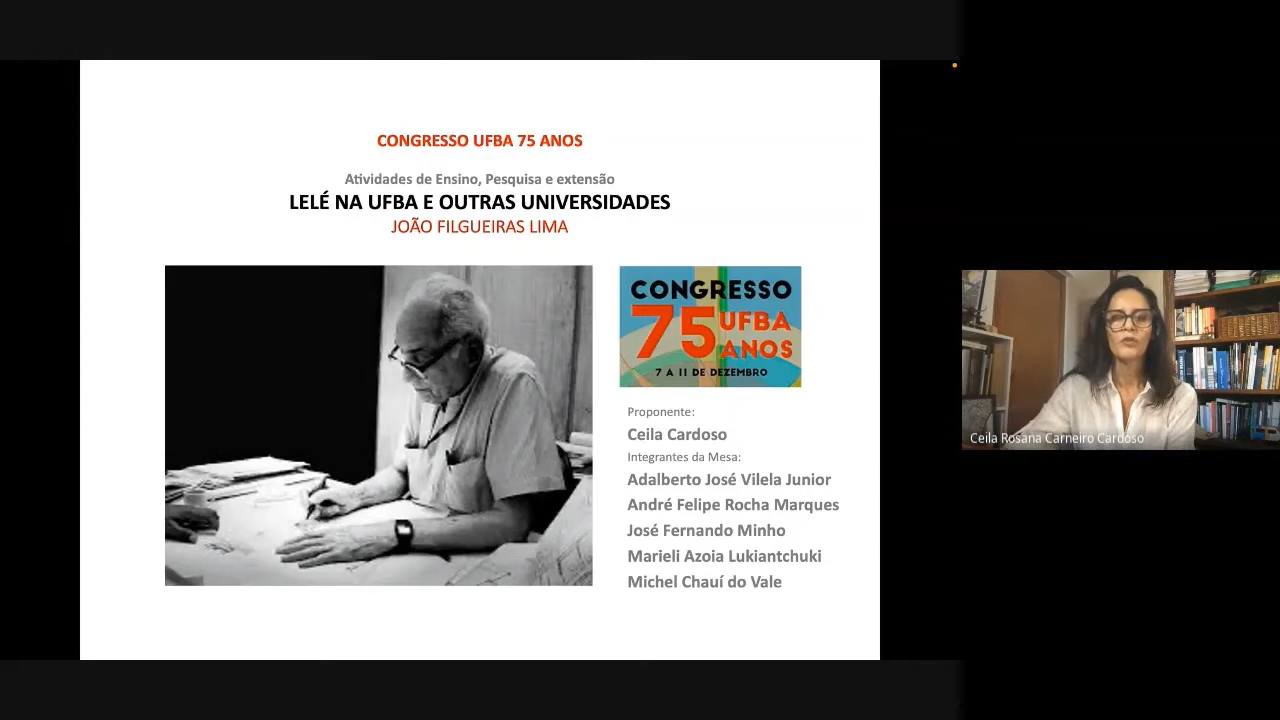 CONGRESSO UFBA 75 ANOS
Atividades de Ensino, Pesquisa e extensão
LELÉ NA UFBA E OUTRAS UNIVERSIDADES
JOÃO FILGUEIRAS LIMA
CONGRESSO
75 UFBA
ANOS
7 A 11 DE DEZEMBRO
Proponente:
Ceila Cardoso
Integrantes da Mesa:
Adalberto José Vilela Junior
André Felipe Rocha Marques
José Fernando Minho
Marieli Azoia Lukiantchuki
Michel Chauí do Vale
Ceila Rosana Carneiro Cardoso